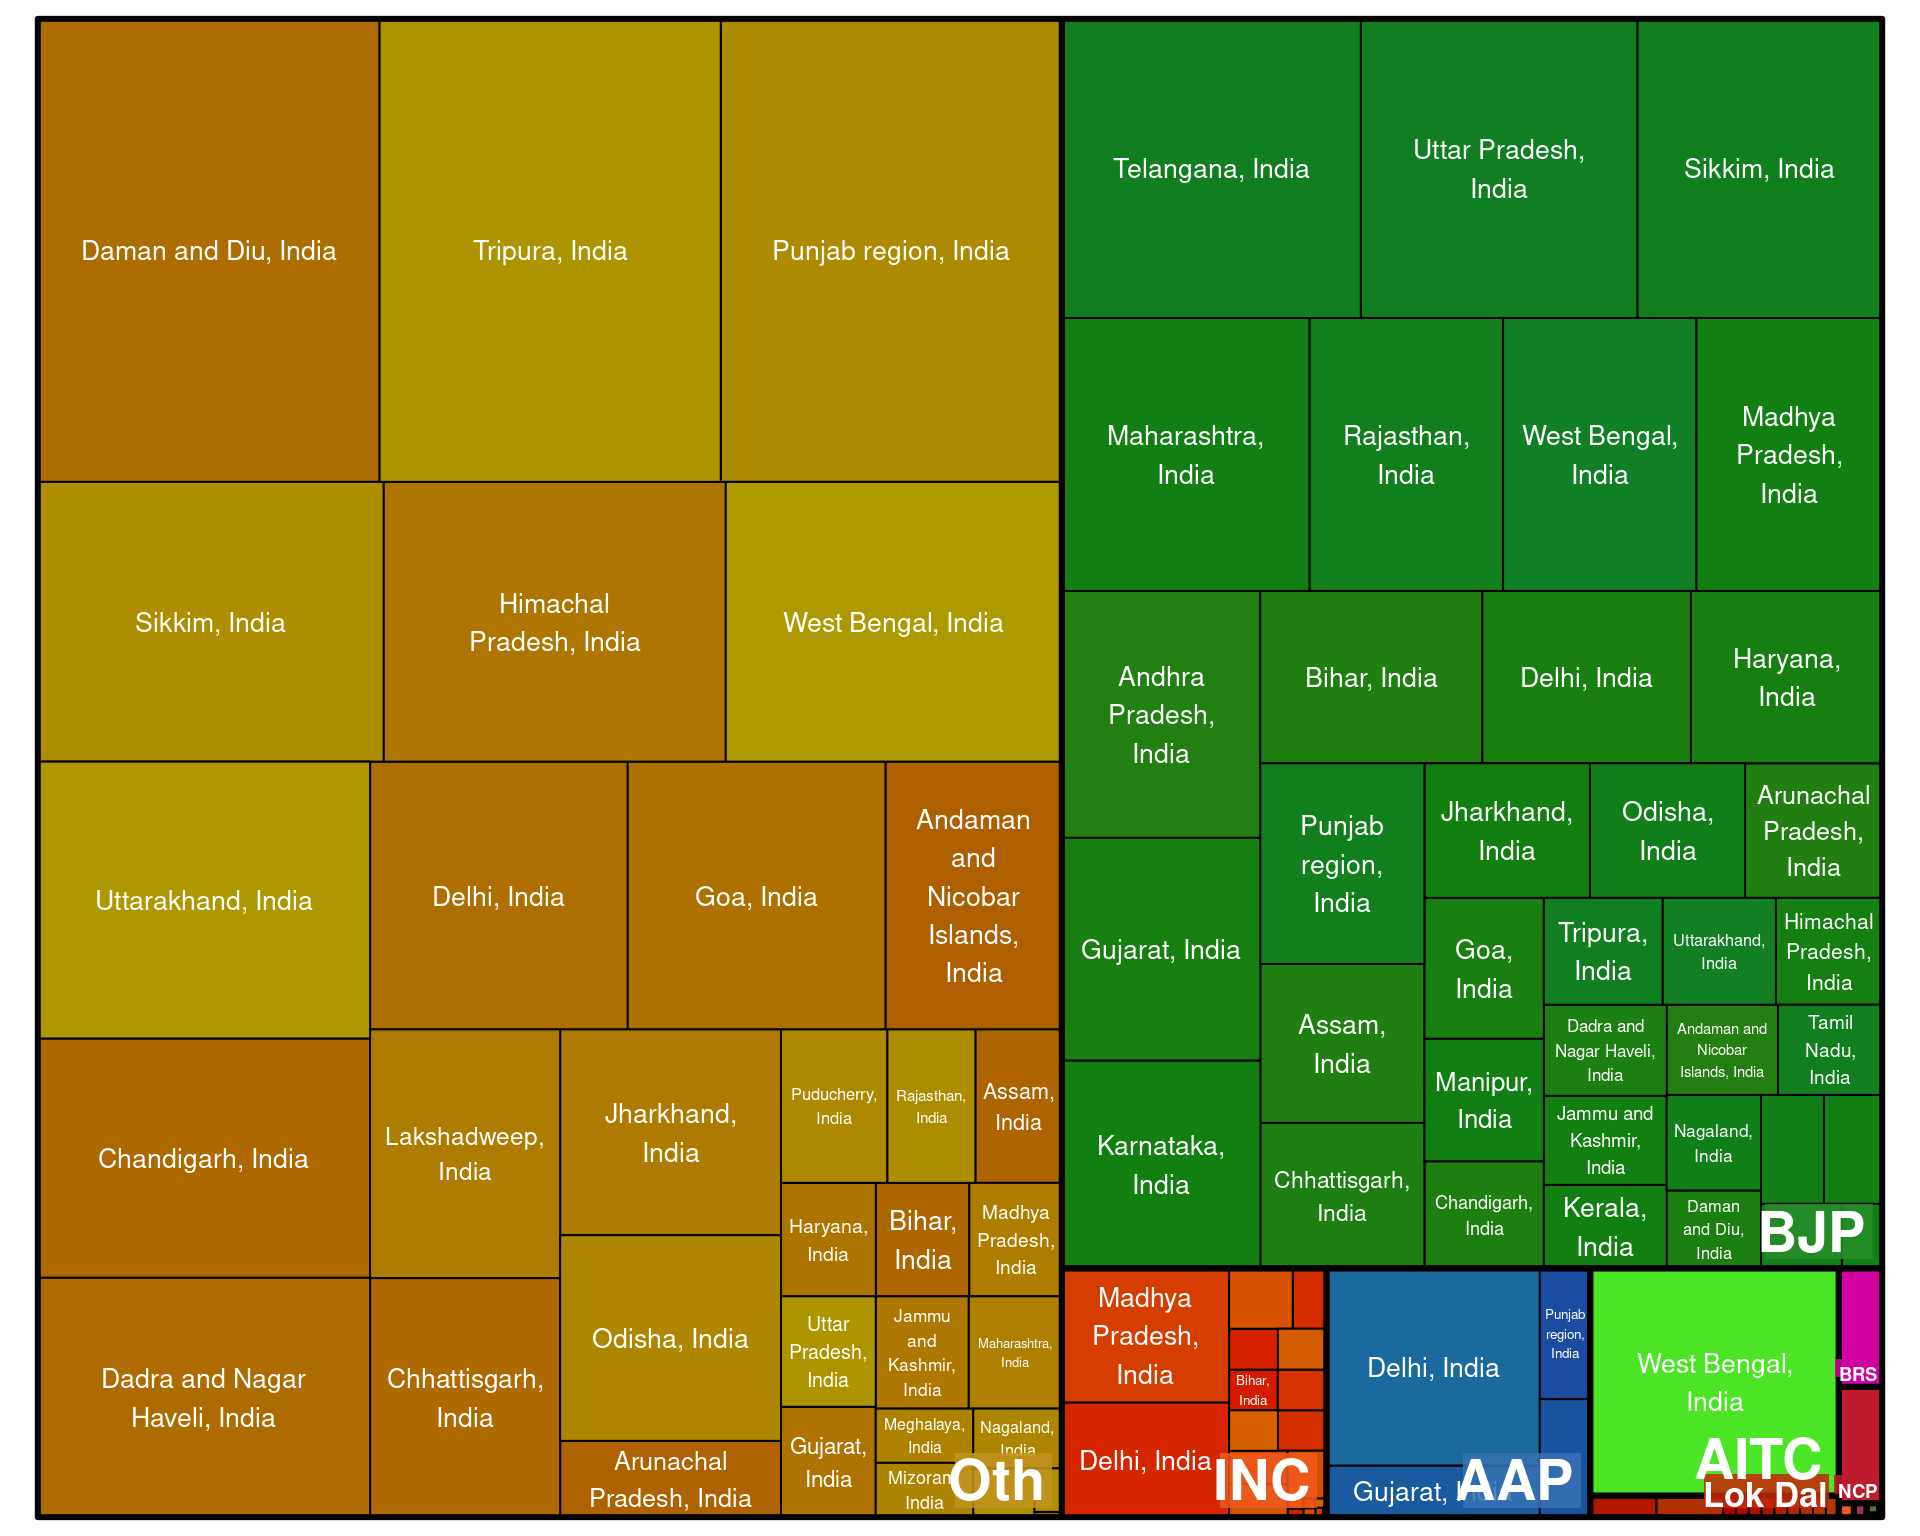 Daman and Diu, India
Tripura, India
Punjab region, India
Sikkim, India
Himachal
Pradesh, India
West Bengal, India
Uttarakhand, India
Delhi, India
Goa, India
Andaman
and
Nicobar
Islands,
India
Chandigarh, India
Lakshadweep,
India
Jharkhand,
India
Puducherry,
India
Rajasthan,
India
Assam,
India
Haryana,
India
Bihar,
India
Madhya
Pradesh,
India
Dadra and Nagar
Haveli, India
Chhattisgarh,
India
Odisha, India
Arunachal
Pradesh, India
Uttar
Pradesh,
India
Jammu
and
Kashmir,
India
Maharashtra,
India
Gujarat,
India
Meghalaya,
India
Nagaland,
India
Mizoram,
India
Oth
Telangana, India
Uttar Pradesh,
India
Sikkim, India
Maharashtra,
India
Rajasthan,
India
West Bengal,
India
Madhya
Pradesh,
India
Andhra
Pradesh,
India
Bihar, India
Delhi, India
Haryana,
India
Gujarat, India
Punjab
region,
India
Jharkhand,
India
Odisha,
India
Arunachal
Pradesh,
India
Goa,
India
Tripura,
India
Uttarakhand,
India
Himachal
Pradesh,
India
Assam,
India
Manipur,
India
Dadra and
Nagar Haveli,
India
Andaman and
Nicobar
Islands, India
Tamil
Nadu,
India
Karnataka,
India
Chhattisgarh,
India
Chandigarh,
India
Jammu and
Kashmir,
India
Nagaland,
India
Kerala,
India
Daman
and Diu,
India
BJP
Madhya
Pradesh,
India
Bihar,
India
Delhi, India
INC
Delhi, India
Punjab
region,
India
Gujarat, India
AAP
West Bengal,
India
AITC
Lok Dal
BRS
NCP